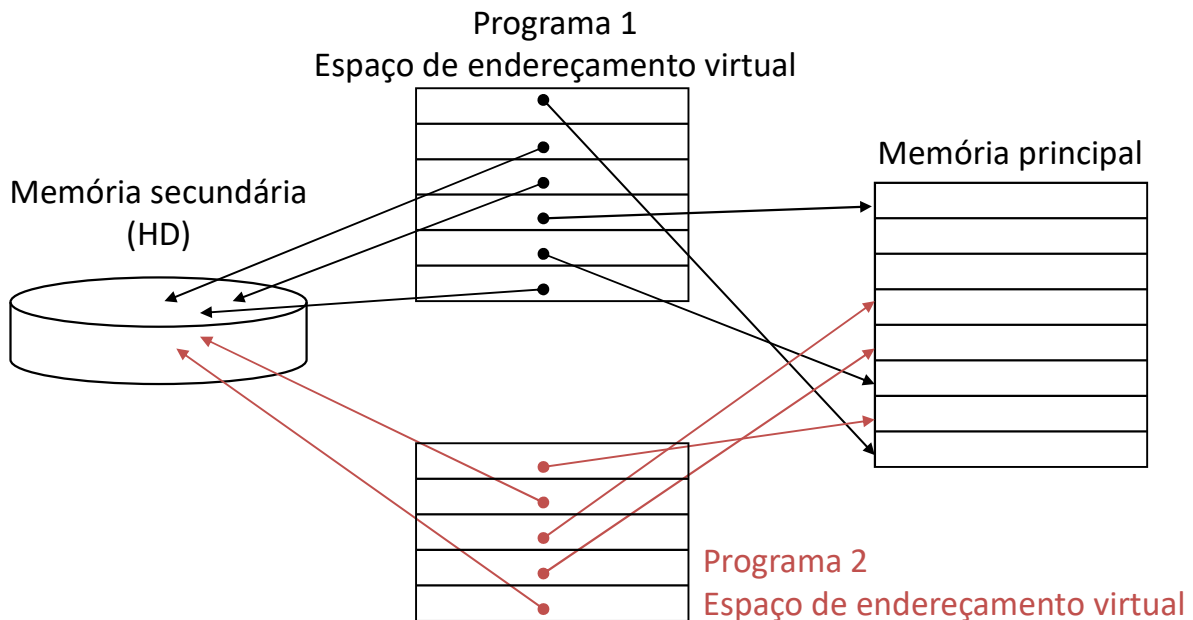 Programa 1
Espaço de endereçamento virtual
Memória principal
Memória secundária
(HD)
Programa 2
Espaço de endereçamento virtual